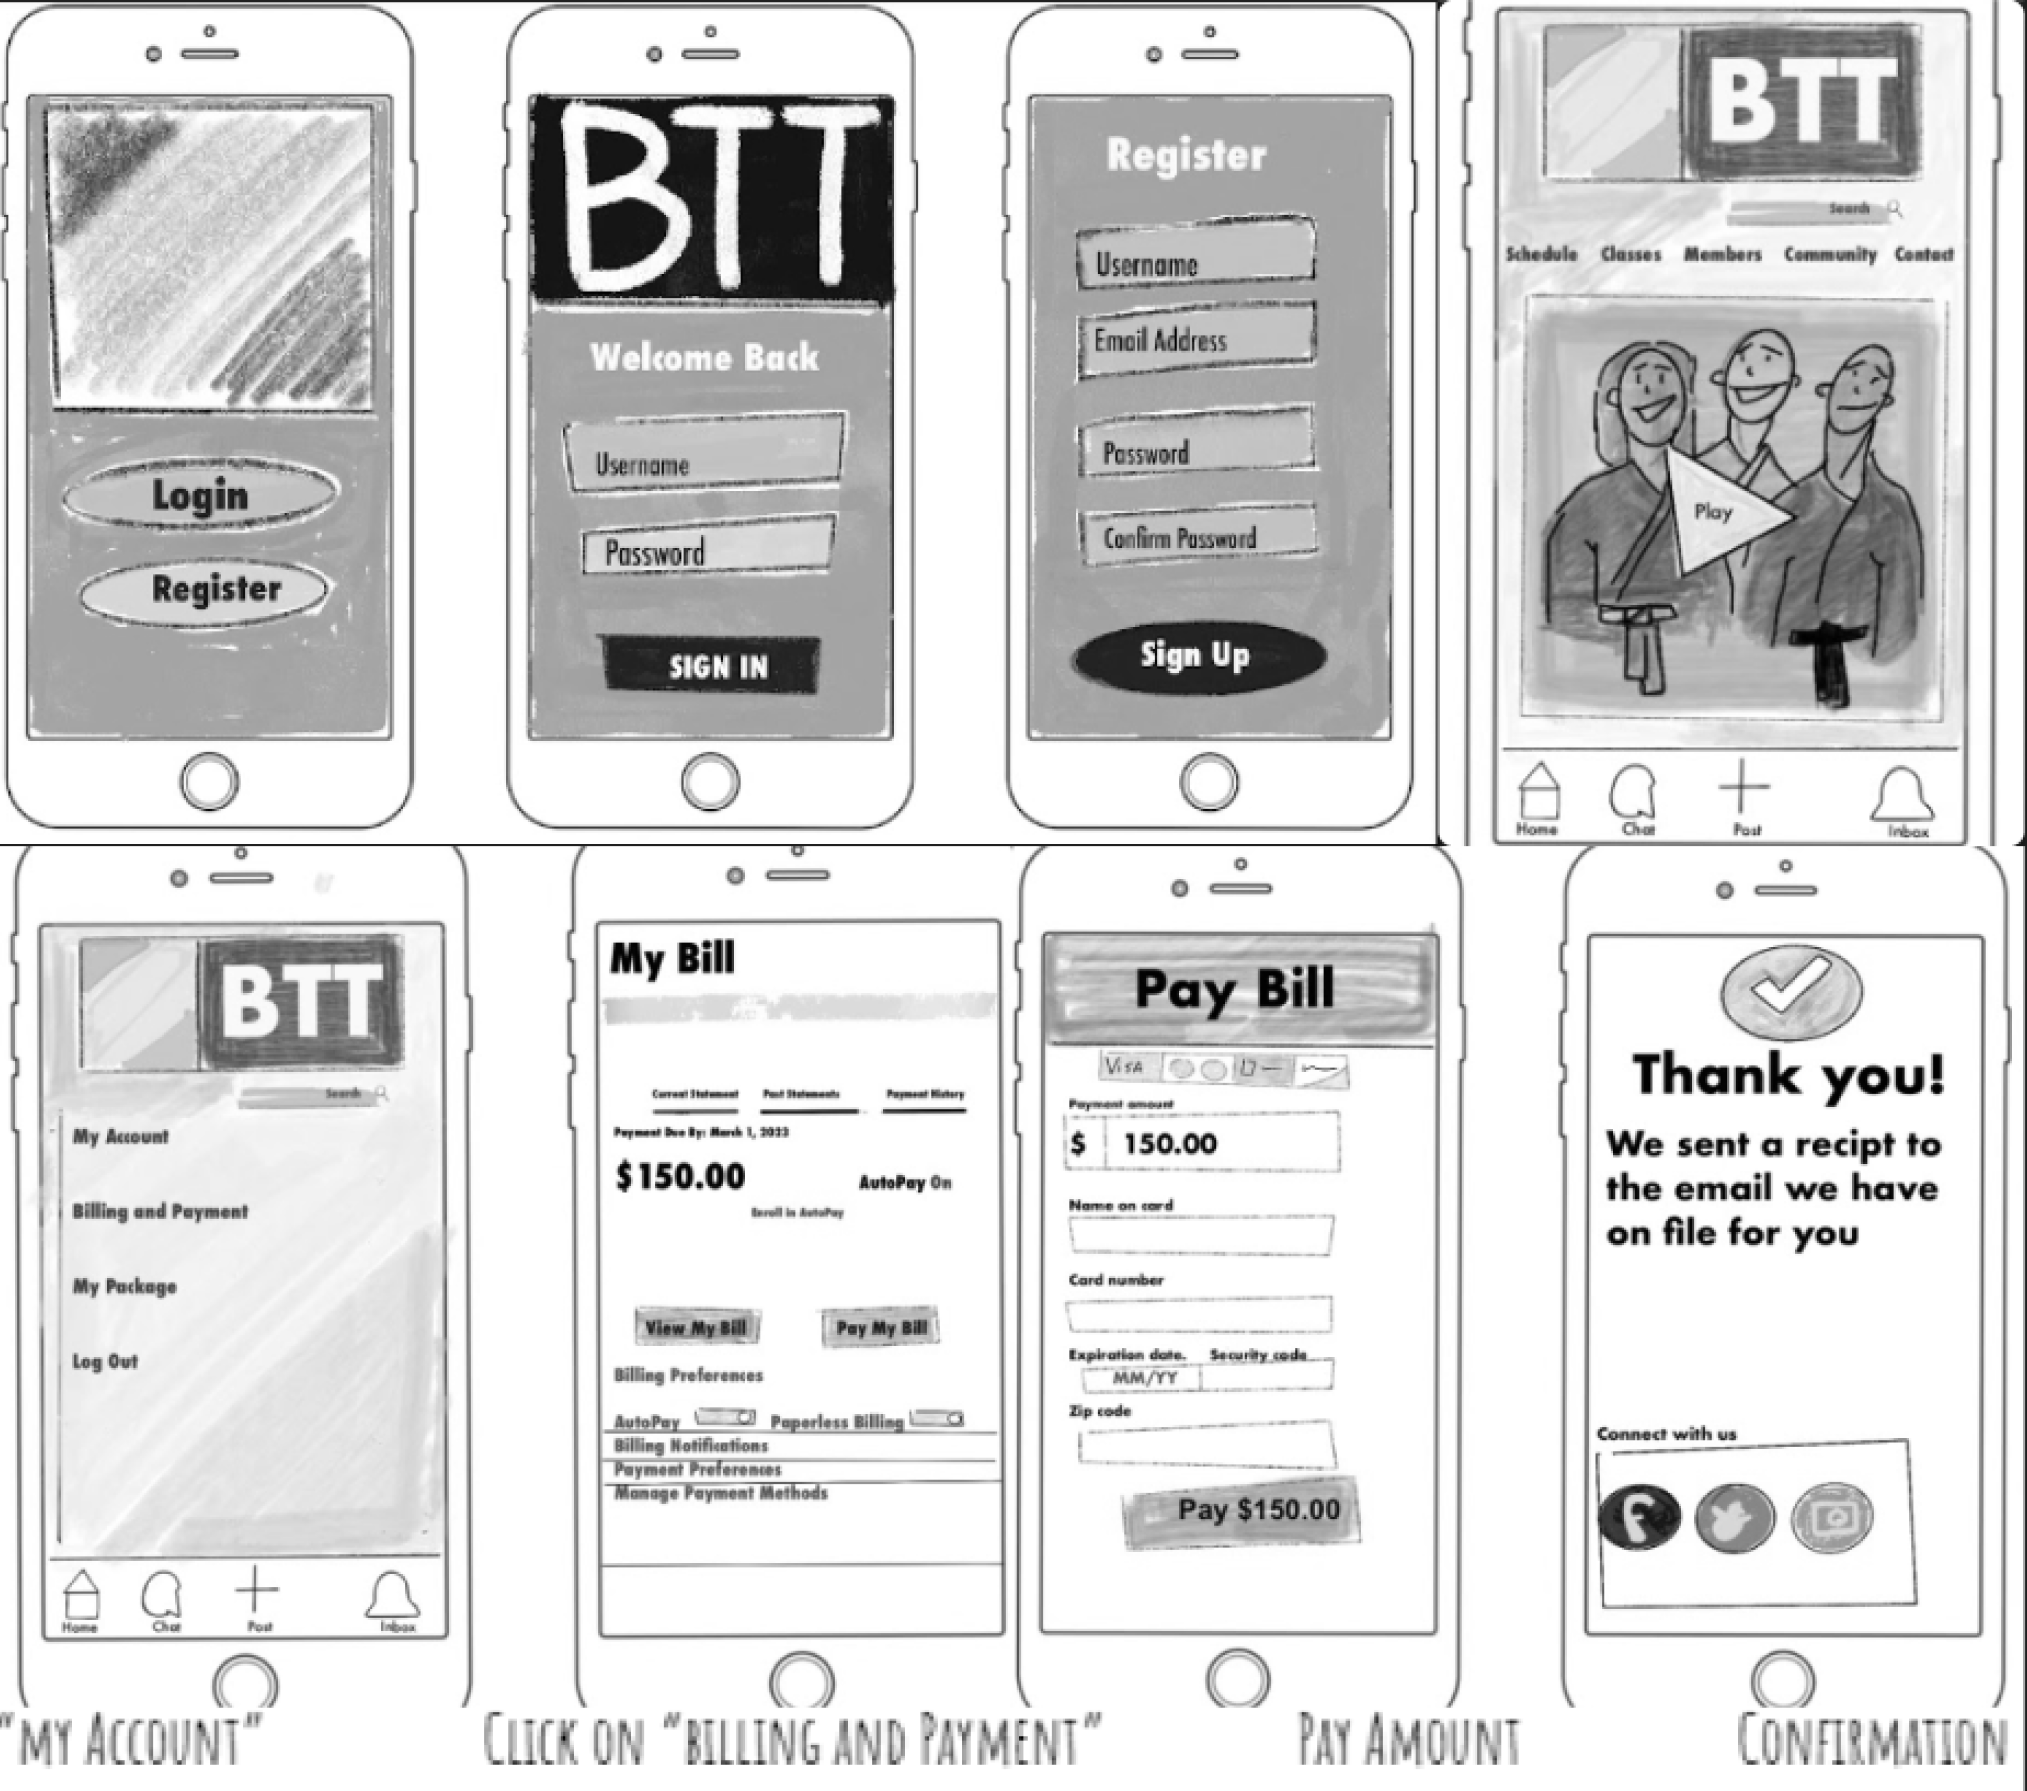 Login
Register
BTT
Welcome Back
Username
Password
SIGN IN
Register
Username
Email Address
Password
Confirm Password
Sign Up
BTT
Search
Schedule Classes Members Community Contact
Play
Home Chat Post Inbox
BTT
Search
My Account
Billing and Payment
My Package
Log Out
Home Chat Post Inbox
My Bill
Current Statement Past Statements Payment History
Payment Due By: March 1, 2023
$150.00 AutoPay On
Enroll in AutoPay
View My Bill Pay My Bill
Billing Preferences
AutoPay Paperless Billing
Billing Notifications
Payment Preferences
Manage Payment Methods
Pay Bill
VISA
Payment amount
$ 150.00
Name on card
Card number
Expiration date. Security code
MM/YY
Zip code
Pay $150.00
Thank you!
We sent a recipt to
the email we have
on file for you
Connect with us
"MY ACCOUNT" CLICK ON "BILLING AND PAYMENT" PAY AMOUNT CONFIRMATION